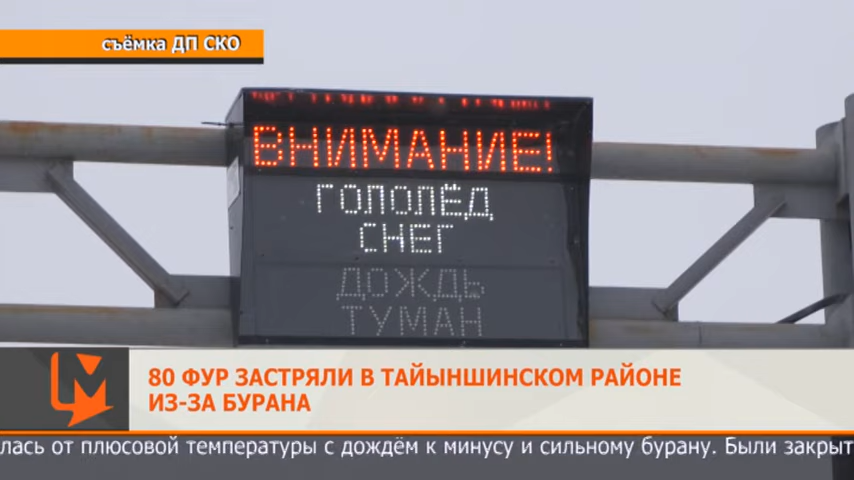 съёмка ДП СКО
ВНИМАНИЕ!
ГОЛОЛЁД
СНЕГ
ДОЖДЬ
ТУМАН
80 ФУР ЗАСТРЯЛИ В ТАЙЫНШИНСКОМ РАЙОНЕ
ИЗ-ЗА БУРАНА
лась от плюсовой температуры с дождём к минусу и сильному бурану. Были закрыт